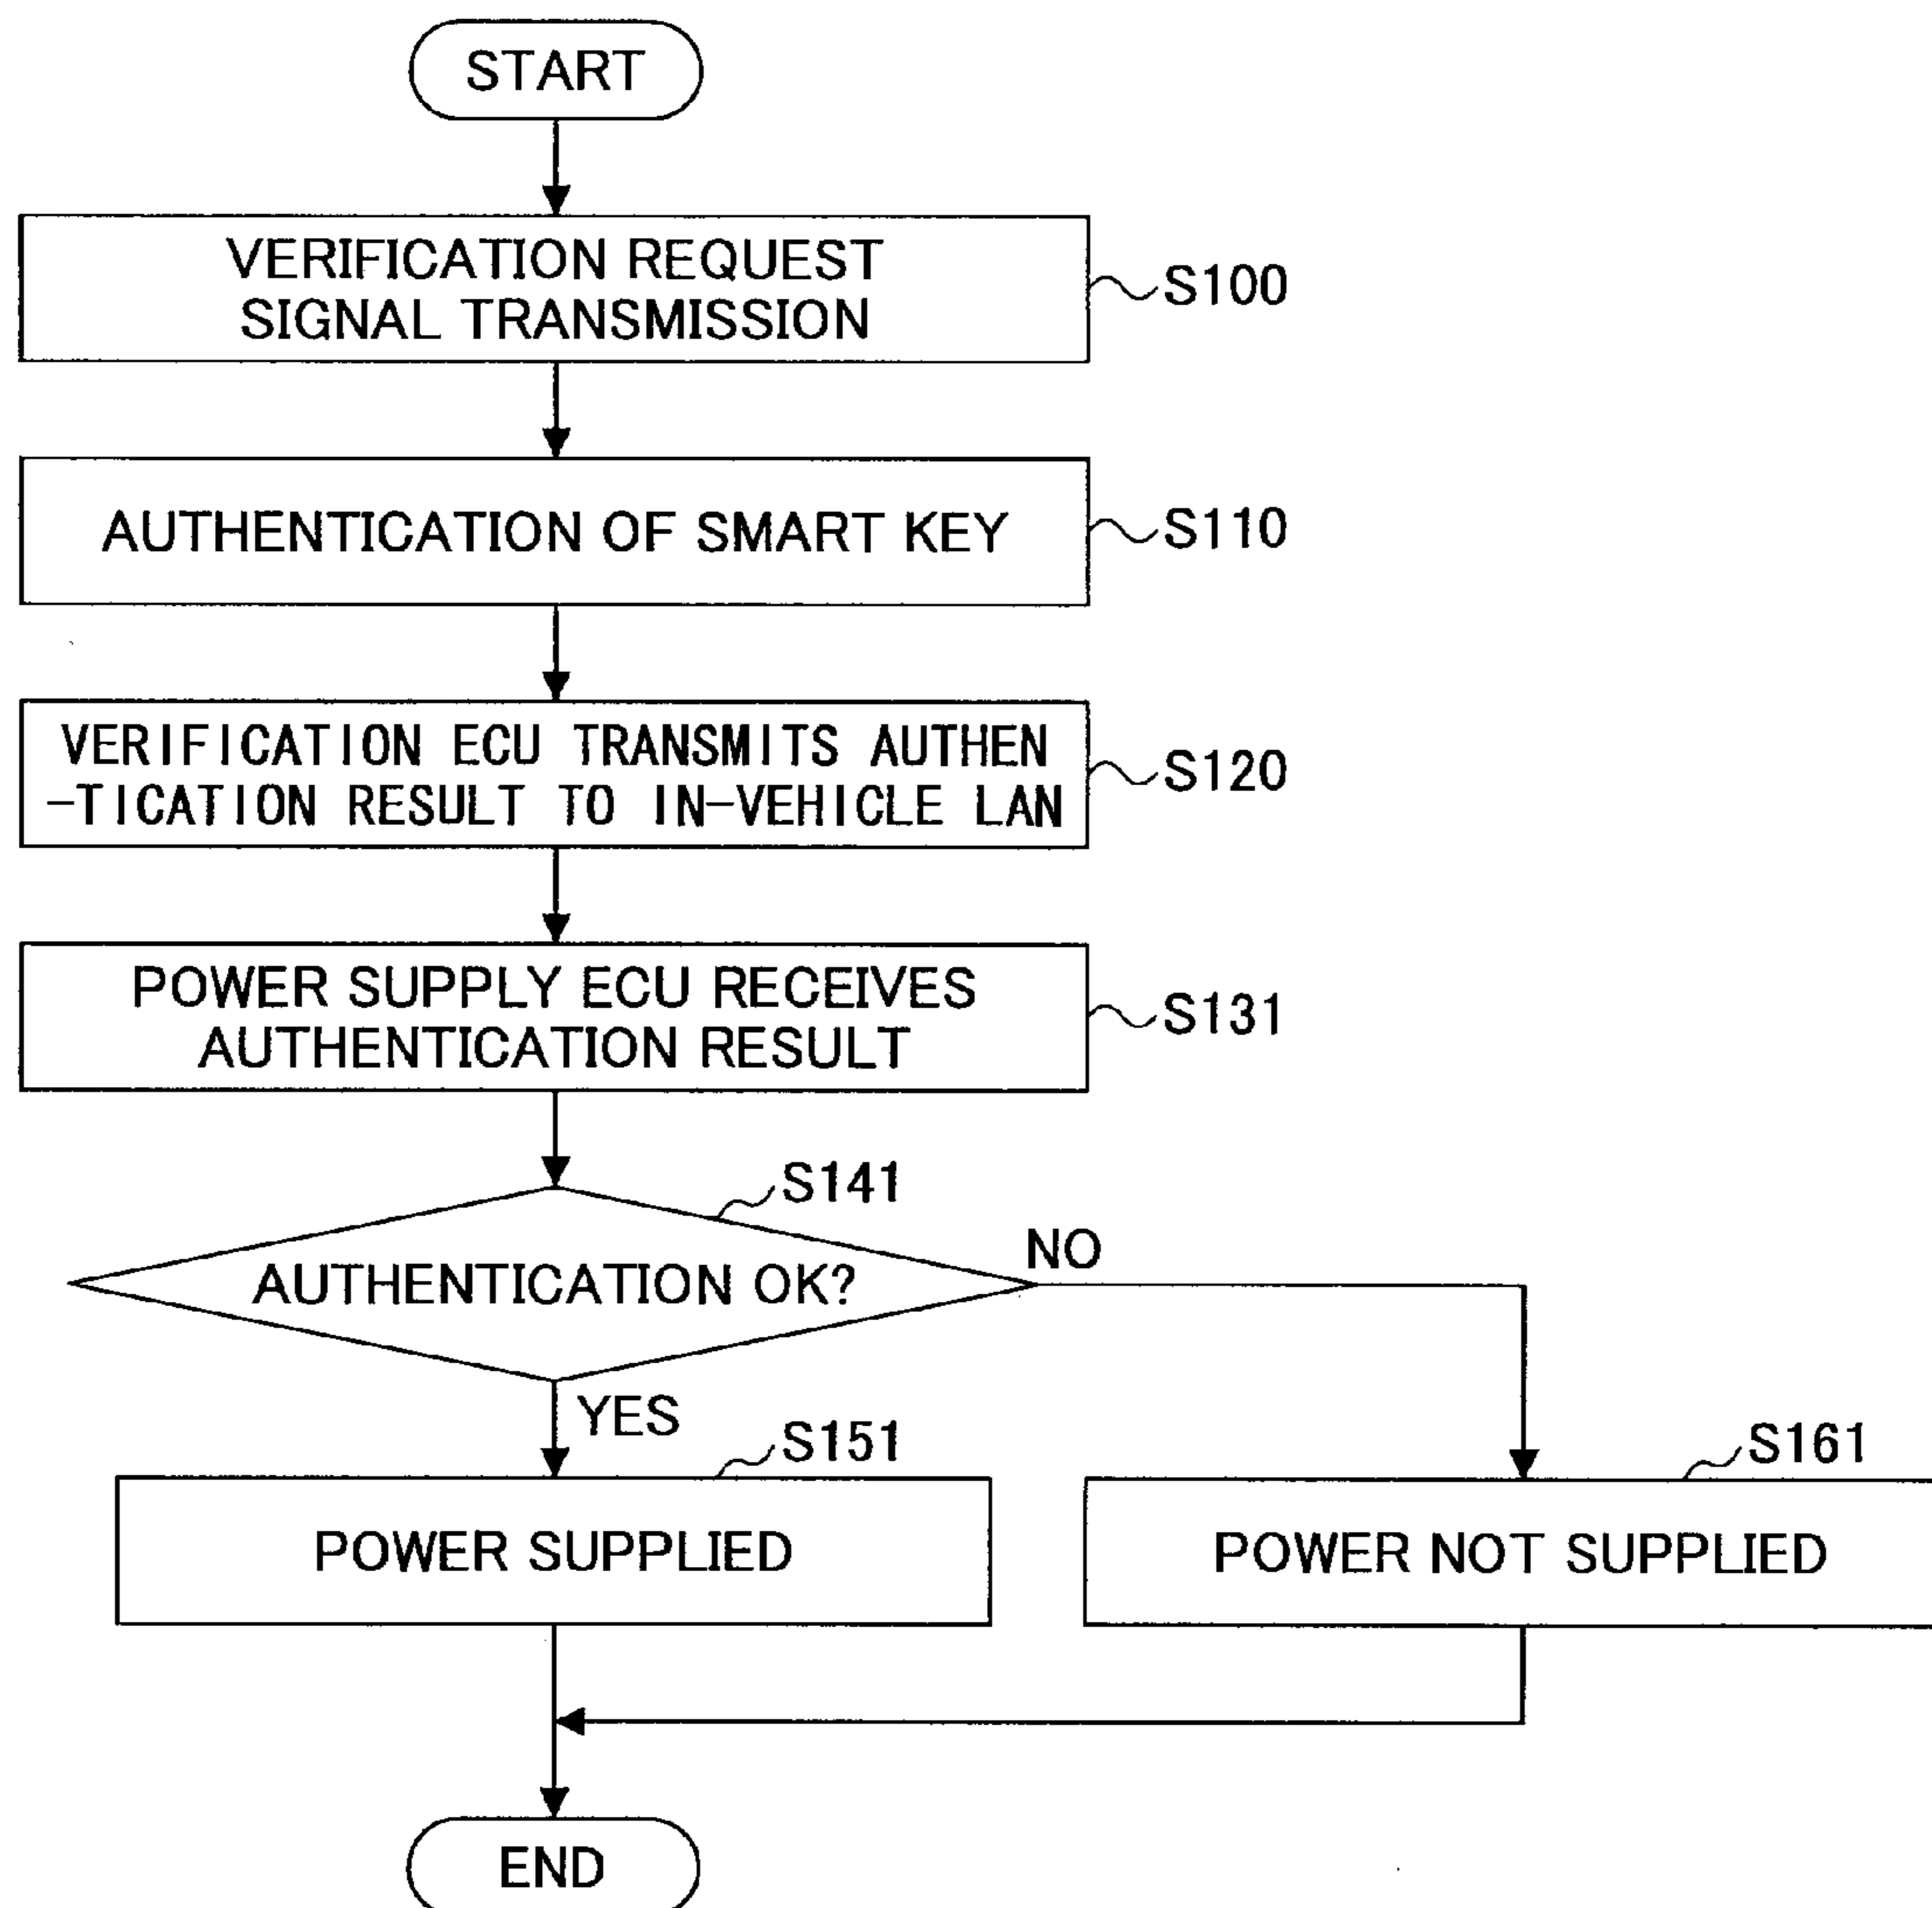 START
VERIFICATION REQUEST
SIGNAL TRANSMISSION
S100
AUTHENTICATION OF SMART KEY
S110
VERIFICATION ECU TRANSMITS AUTHEN
-TICATION RESULT TO IN-VEHICLE LAN
S120
POWER SUPPLY ECU RECEIVES
AUTHENTICATION RESULT
S131
S141
AUTHENTICATION OK?
NO
YES
S151
POWER SUPPLIED
S161
POWER NOT SUPPLIED
END